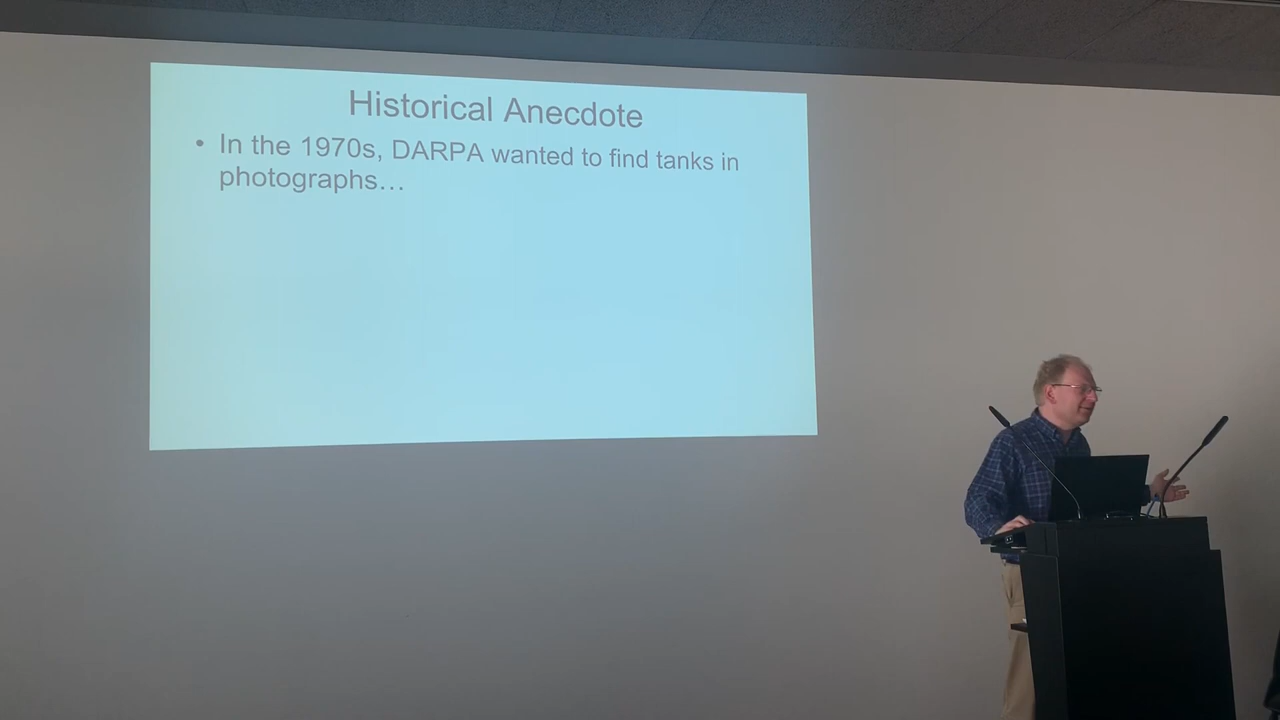 Historical Anecdote
• In the 1970s, DARPA wanted to find tanks in
photographs…